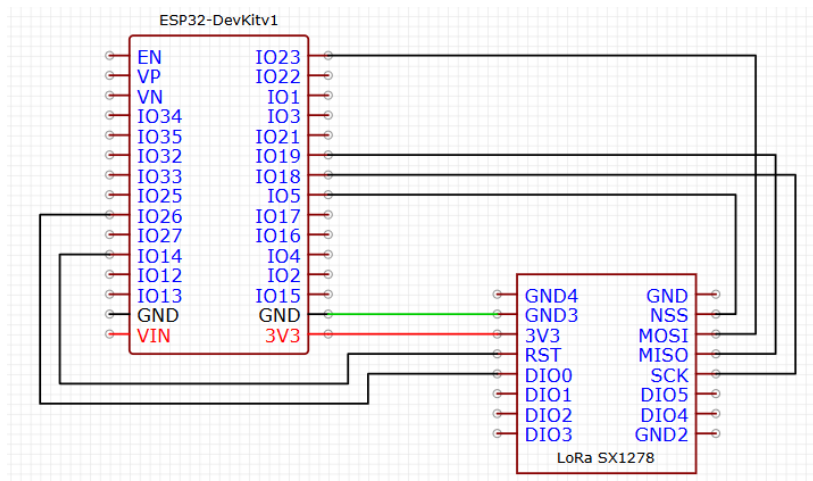 ESP32-DevKitv1
EN IO23
VP IO22
VN IO1
IO34 IO3
IO35 IO21
IO32 IO19
IO33 IO18
IO25 IO5
IO26 IO17
IO27 IO16
IO14 IO4
IO12 IO2
IO13 IO15
GND GND
VIN 3V3
GND4 GND
GND3 NSS
3V3 MOSI
RST MISO
DIO0 SCK
DIO1 DIO5
DIO2 DIO4
DIO3 GND2
LoRa SX1278